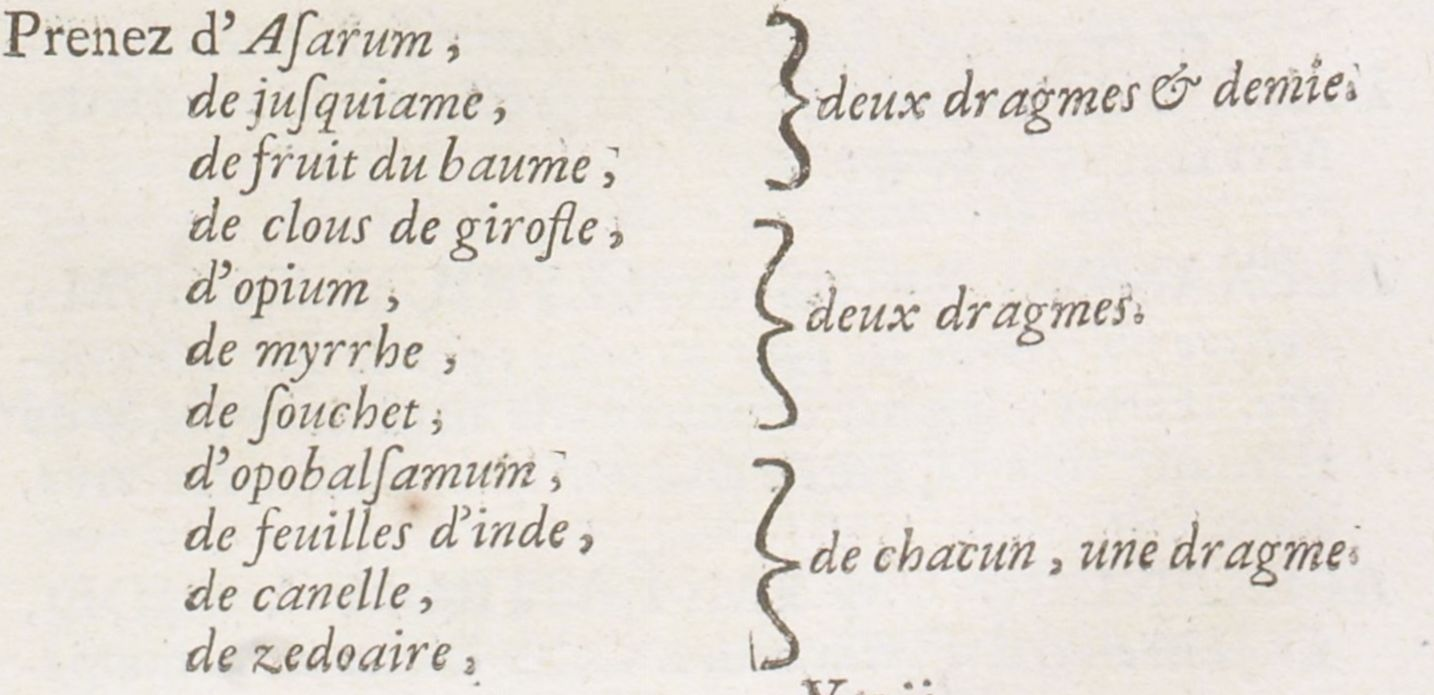 Prenez d'Aſarum,
de juſquiame,
de fruit du baume,
deux dragmes & demie.
de clous de girofle,
d'opium,
de myrrhe,
de ſouchet,
deux dragmes.
d'opobalſamum,
de feuilles d'inde,
de canelle,
de zedoaire,
de chacun, une dragme.